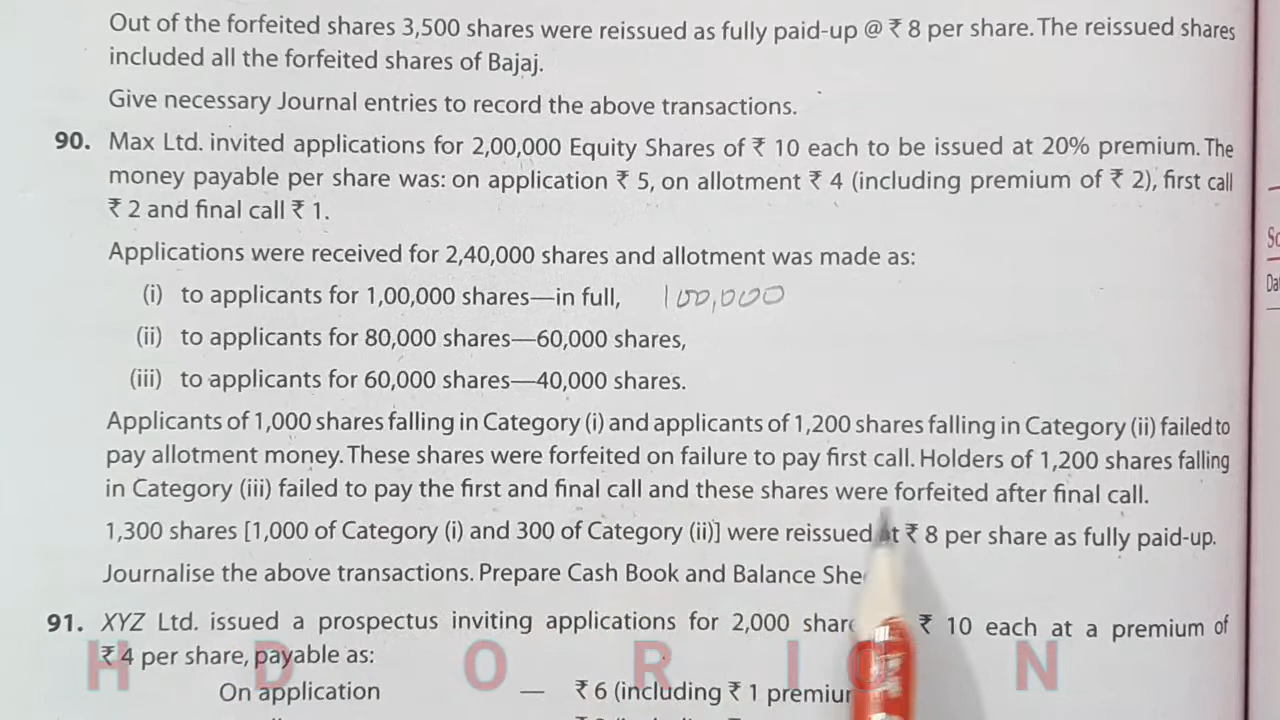 Out of the forfeited shares 3,500 shares were reissued as fully paid-up @ ₹ 8 per share. The reissued shares
included all the forfeited shares of Bajaj.
Give necessary Journal entries to record the above transactions.
90. Max Ltd. invited applications for 2,00,000 Equity Shares of ₹ 10 each to be issued at 20% premium. The
money payable per share was: on application ₹ 5, on allotment ₹ 4 (including premium of ₹ 2), first call
₹ 2 and final call ₹ 1.
Applications were received for 2,40,000 shares and allotment was made as:
(i) to applicants for 1,00,000 shares—in full, 100,000
(ii) to applicants for 80,000 shares—60,000 shares,
(iii) to applicants for 60,000 shares—40,000 shares.
Applicants of 1,000 shares falling in Category (i) and applicants of 1,200 shares falling in Category (ii) failed to
pay allotment money. These shares were forfeited on failure to pay first call. Holders of 1,200 shares falling
in Category (iii) failed to pay the first and final call and these shares were forfeited after final call.
1,300 shares [1,000 of Category (i) and 300 of Category (ii)] were reissued at ₹ 8 per share as fully paid-up.
Journalise the above transactions. Prepare Cash Book and Balance She
91. XYZ Ltd. issued a prospectus inviting applications for 2,000 shar ₹ 10 each at a premium of
₹ 4 per share, payable as:
H D O R I O N
On application — ₹ 6 (including ₹ 1 premium